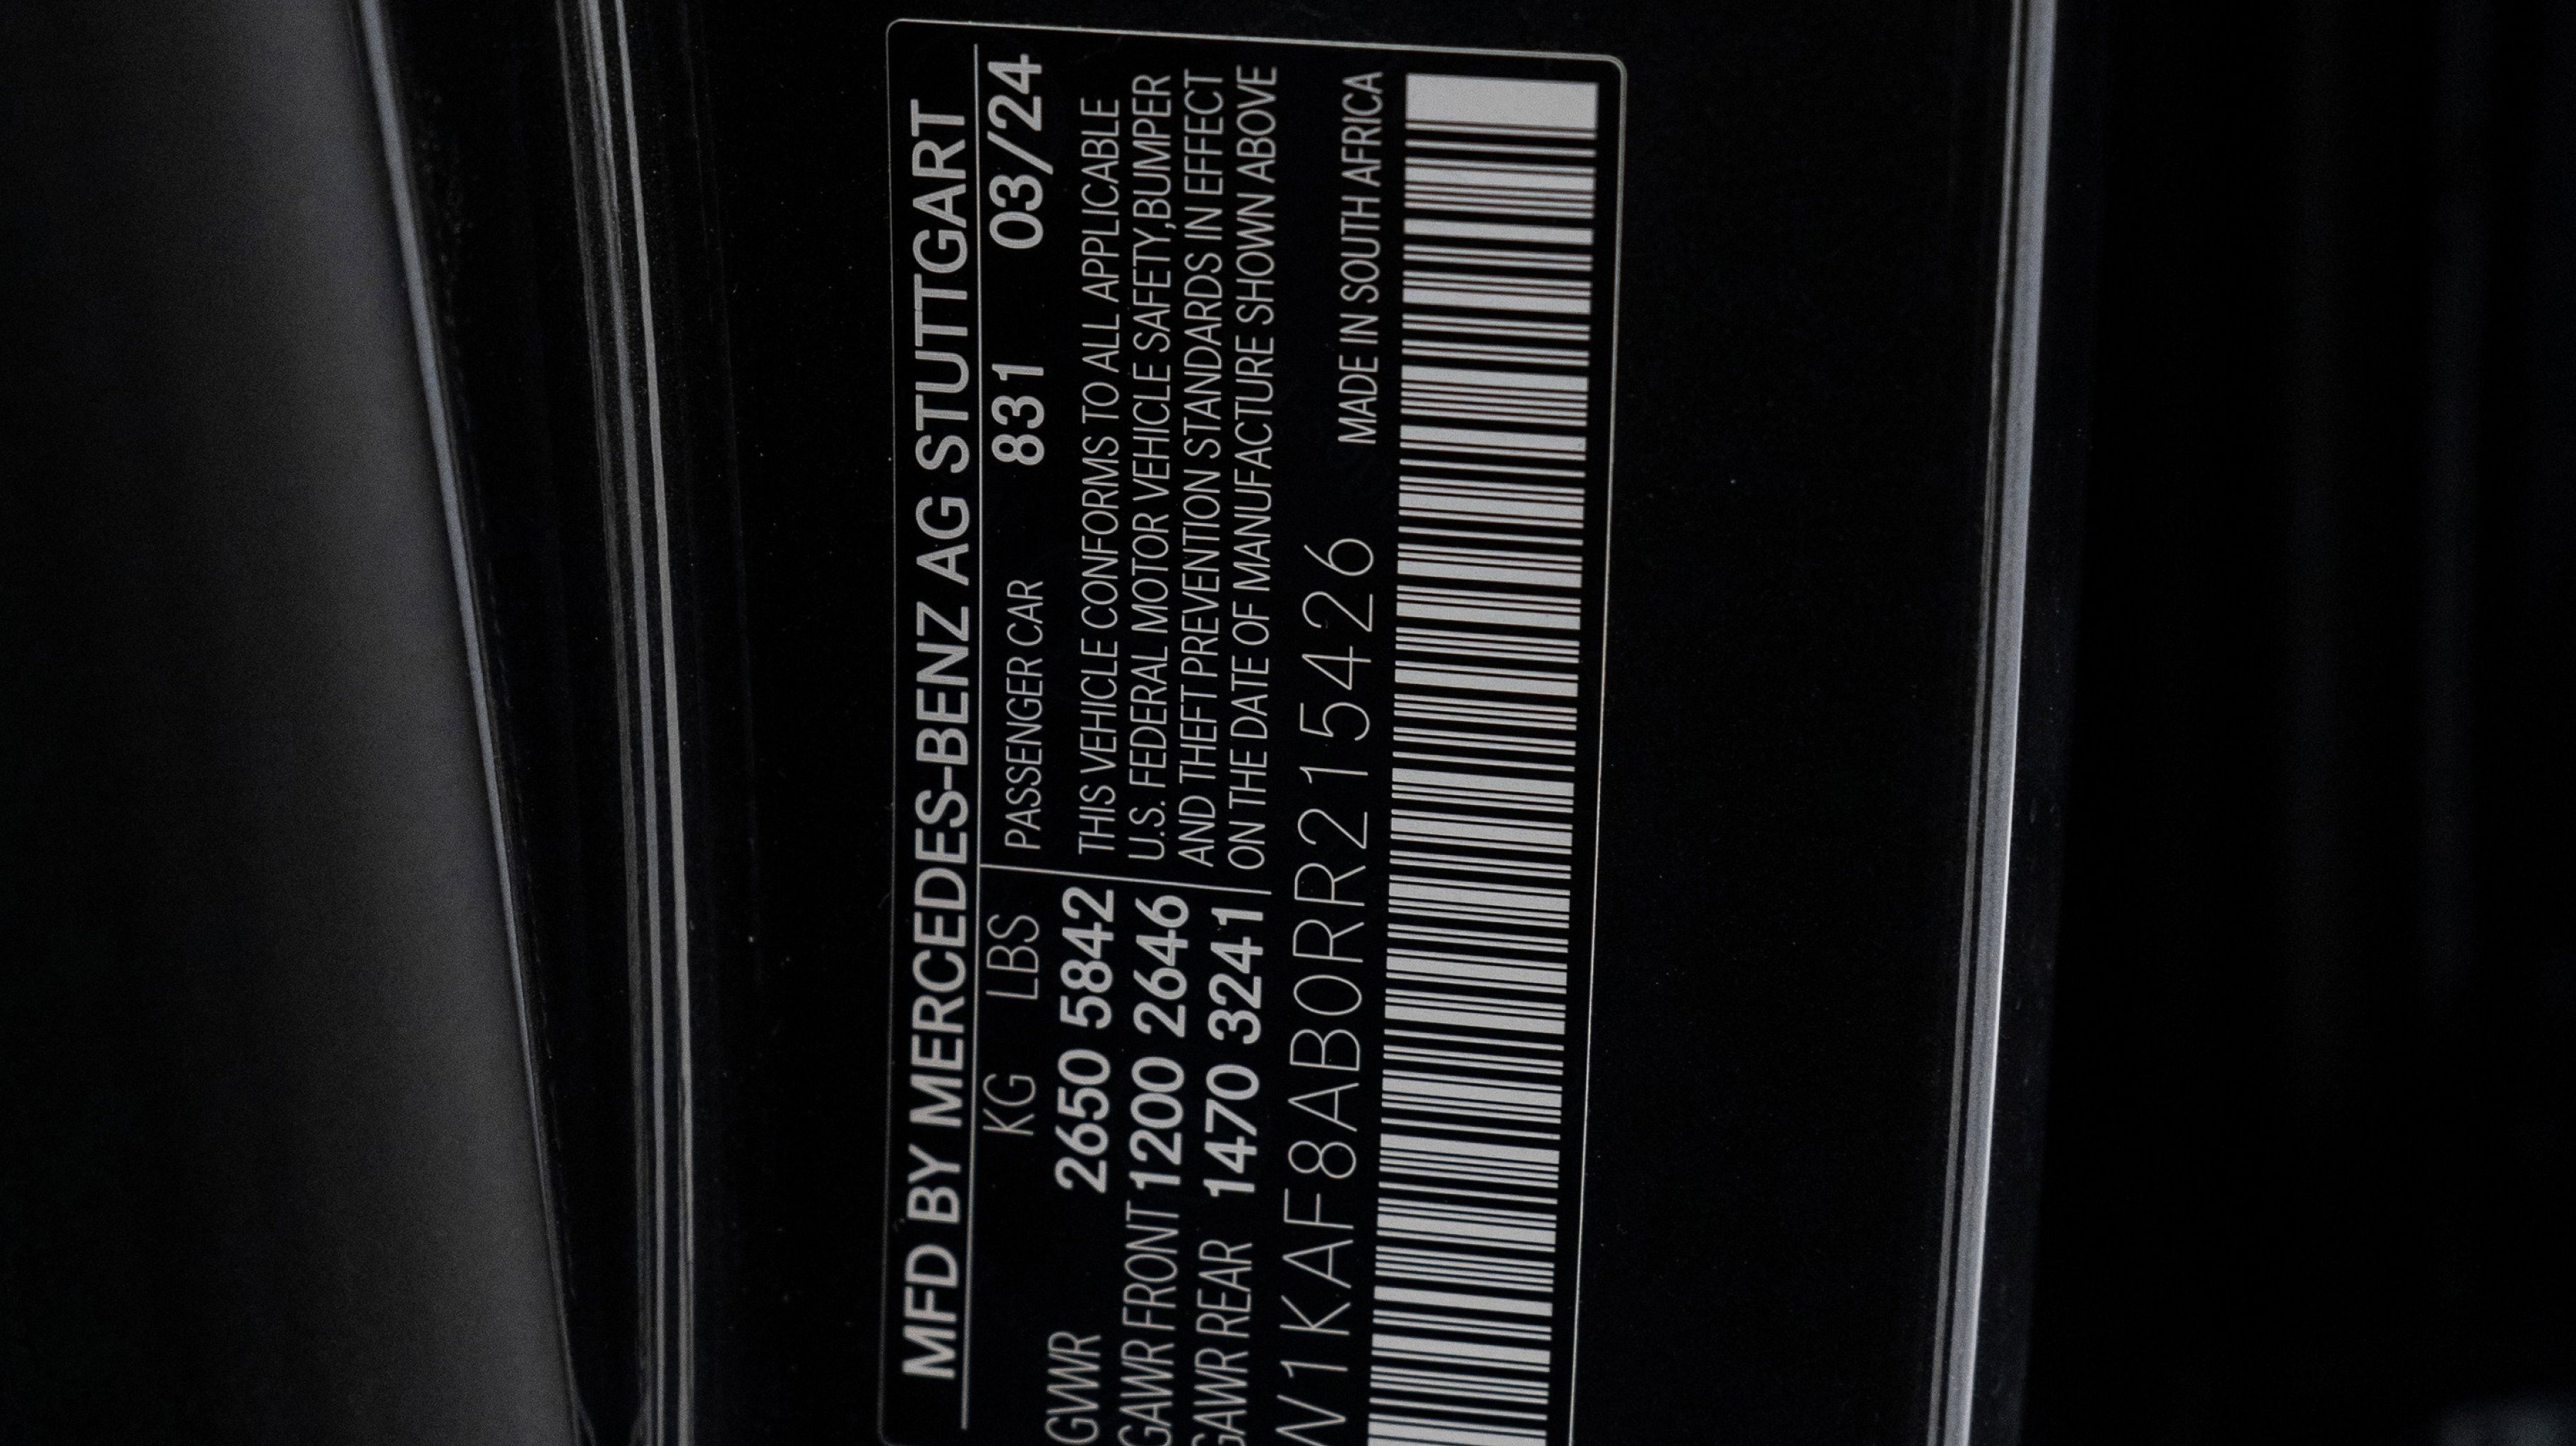 MFD BY MERCEDES-BENZ AG STUTTGART
KG LBS PASSENGER CAR 831 03/24
GVWR 2650 5842 THIS VEHICLE CONFORMS TO ALL APPLICABLE
GAWR FRONT 1200 2646 U.S. FEDERAL MOTOR VEHICLE SAFETY,BUMPER
GAWR REAR 1470 3241 AND THEFT PREVENTION STANDARDS IN EFFECT
ON THE DATE OF MANUFACTURE SHOWN ABOVE
W1KAF8AB0RR215426 MADE IN SOUTH AFRICA